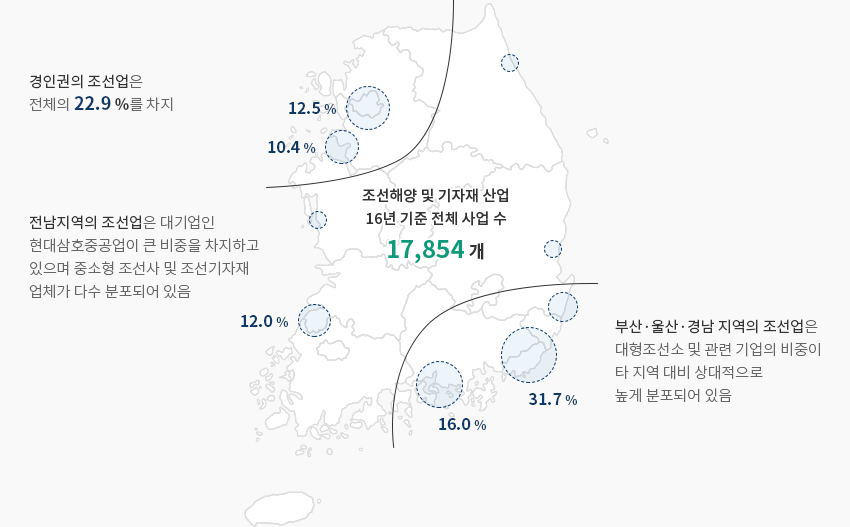 경인권의 조선업은
전체의 22.9 %를 차지
12.5 %
10.4 %
조선해양 및 기자재 산업
16년 기준 전체 사업 수
17,854 개
전남지역의 조선업은 대기업인
현대삼호중공업이 큰 비중을 차지하고
있으며 중소형 조선사 및 조선기자재
업체가 다수 분포되어 있음
12.0 %
부산·울산·경남 지역의 조선업은
대형조선소 및 관련 기업의 비중이
타 지역 대비 상대적으로
높게 분포되어 있음
31.7 %
16.0 %